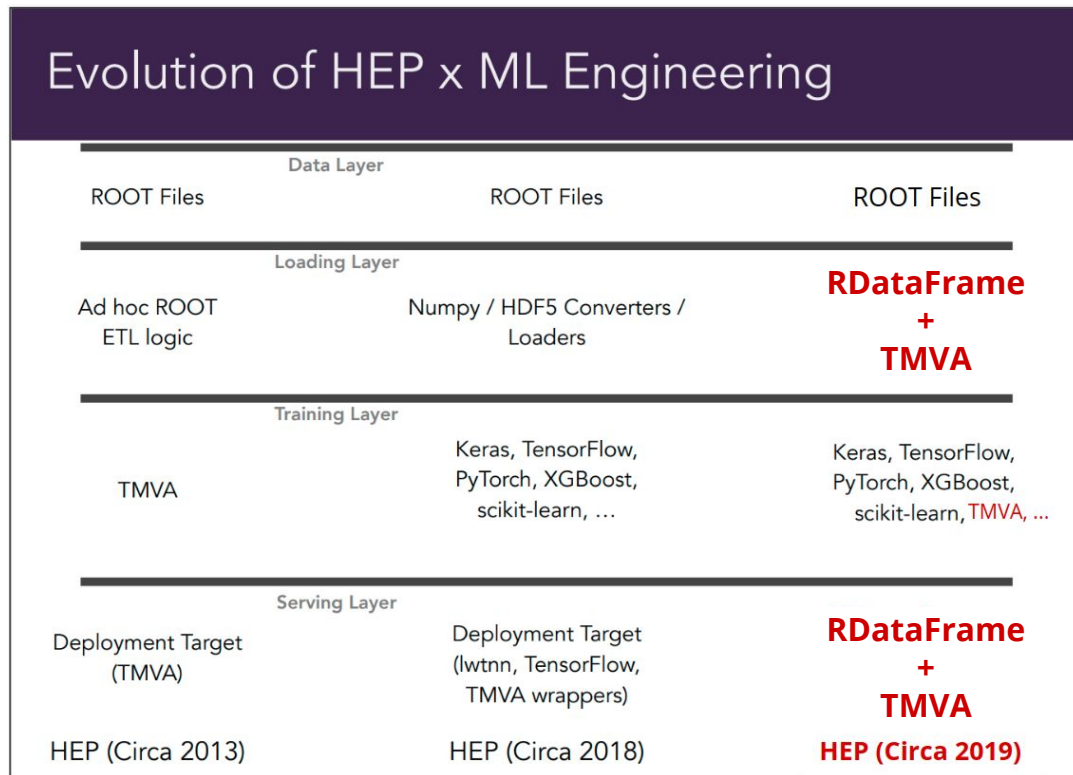 Evolution of HEP x ML Engineering
Data Layer
ROOT Files
ROOT Files
ROOT Files
Loading Layer
Ad hoc ROOT
ETL logic
Numpy / HDF5 Converters /
Loaders
RDataFrame
+
TMVA
Training Layer
TMVA
Keras, TensorFlow,
PyTorch, XGBoost,
scikit-learn, …
Keras, TensorFlow,
PyTorch, XGBoost,
scikit-learn, TMVA, ...
Serving Layer
Deployment Target
(TMVA)
Deployment Target
(lwtnn, TensorFlow,
TMVA wrappers)
RDataFrame
+
TMVA
HEP (Circa 2013)
HEP (Circa 2018)
HEP (Circa 2019)